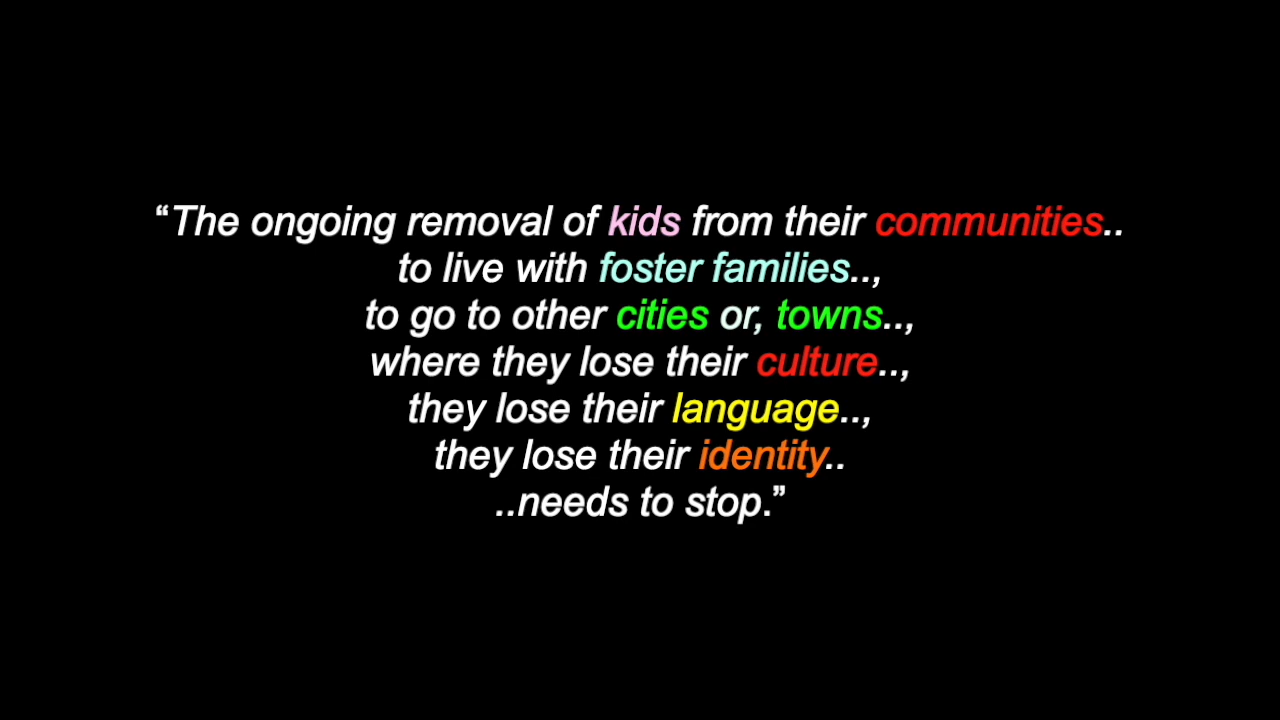 “The ongoing removal of kids from their communities..
to live with foster families..,
to go to other cities or, towns..,
where they lose their culture..,
they lose their language..,
they lose their identity..
..needs to stop.”